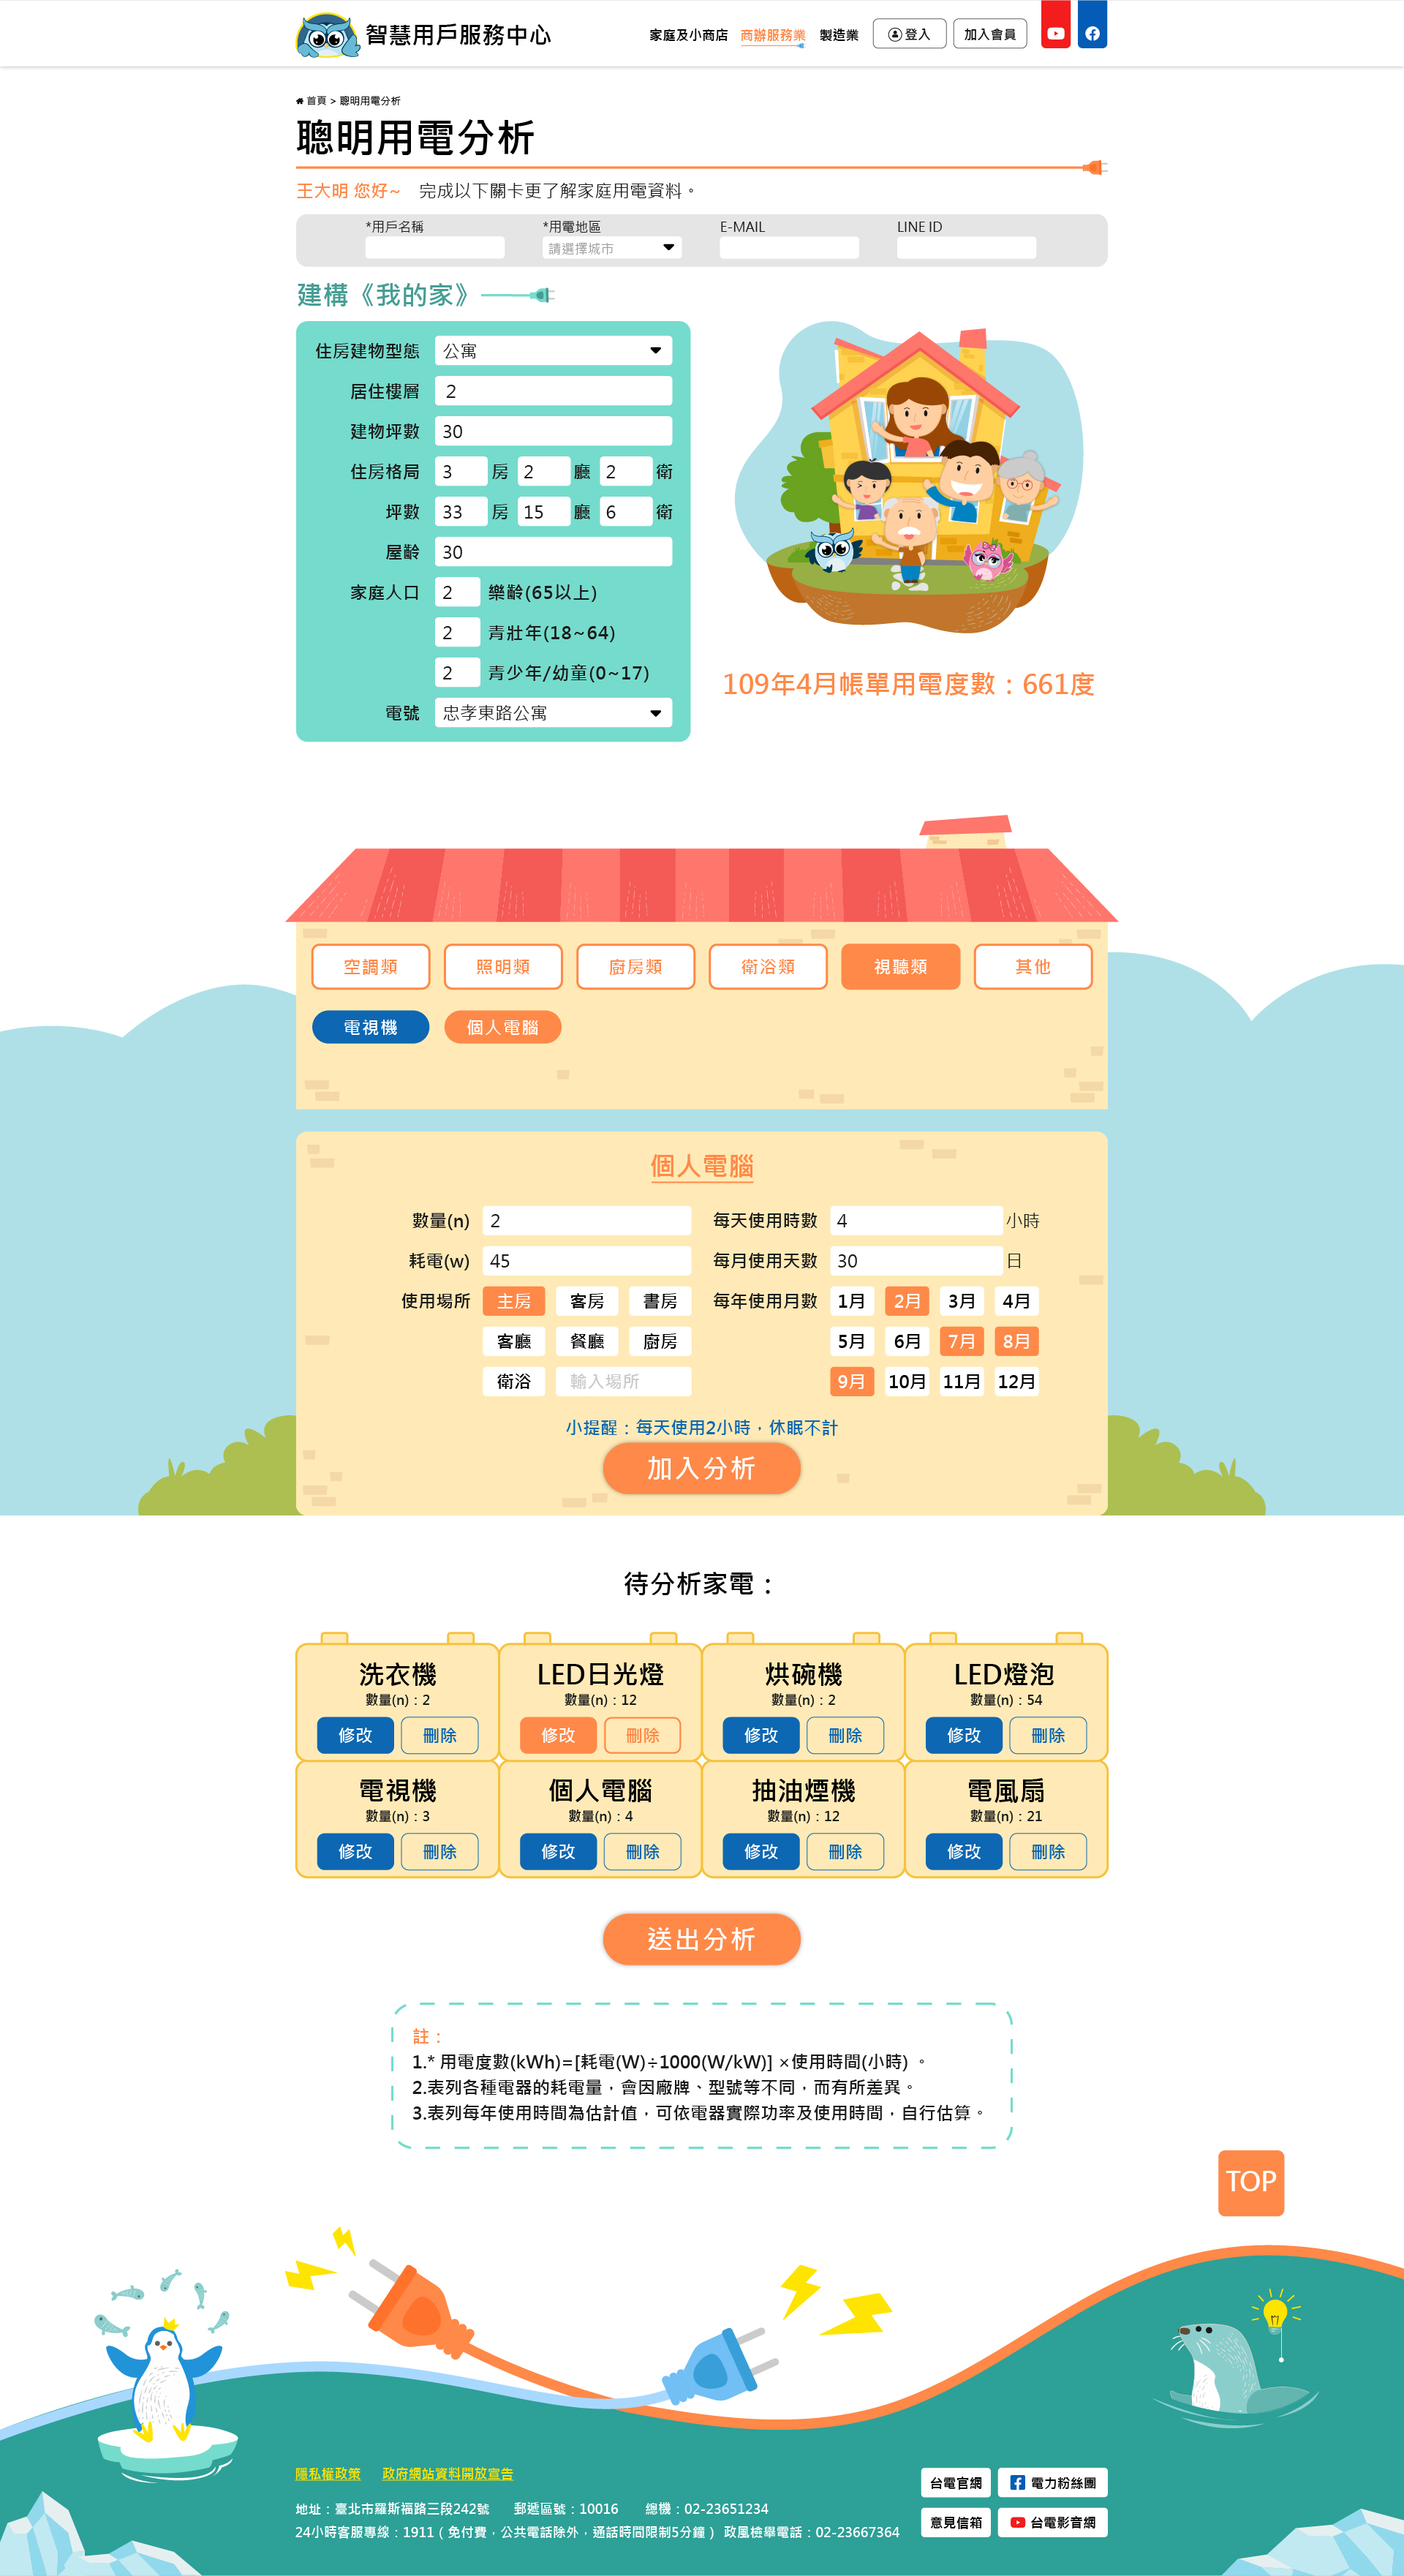 智慧用戶服務中心
家庭及小商店 商辦服務業 製造業 登入 加入會員
首頁 > 聰明用電分析
聰明用電分析
王大明 您好~ 完成以下關卡更了解家庭用電資料。
*用戶名稱 *用電地區 E-MAIL LINE ID
請選擇城市
建構《我的家》
住房建物型態 公寓
居住樓層 2
建物坪數 30
住房格局 3 房 2 廳 2 衛
坪數 33 房 15 廳 6 衛
屋齡 30
家庭人口 2 樂齡(65以上)
2 青壯年(18~64)
2 青少年/幼童(0~17)
電號 忠孝東路公寓
109年4月帳單用電度數：661度
空調類 照明類 廚房類 衛浴類 視聽類 其他
電視機 個人電腦
個人電腦
數量(n) 2 每天使用時數 4 小時
耗電(w) 45 每月使用天數 30 日
使用場所 主房 客房 書房 每年使用月數 1月 2月 3月 4月
客廳 餐廳 廚房 5月 6月 7月 8月
衛浴 輸入場所 9月 10月 11月 12月
小提醒：每天使用2小時，休眠不計
加入分析
待分析家電：
洗衣機 LED日光燈 烘碗機 LED燈泡
數量(n)：2 數量(n)：12 數量(n)：2 數量(n)：54
修改 刪除 修改 刪除 修改 刪除 修改 刪除
電視機 個人電腦 抽油煙機 電風扇
數量(n)：3 數量(n)：4 數量(n)：12 數量(n)：21
修改 刪除 修改 刪除 修改 刪除 修改 刪除
送出分析
註：
1.* 用電度數(kWh)=[耗電(W)÷1000(W/kW)] ×使用時間(小時) 。
2.表列各種電器的耗電量，會因廠牌、型號等不同，而有所差異。
3.表列每年使用時間為估計值，可依電器實際功率及使用時間，自行估算。
TOP
隱私權政策 政府網站資料開放宣告
台電官網 電力粉絲團
地址：臺北市羅斯福路三段242號 郵遞區號：10016 總機：02-23651234
24小時客服專線：1911（免付費，公共電話除外，通話時間限制5分鐘） 政風檢舉電話：02-23667364
意見信箱 台電影音網